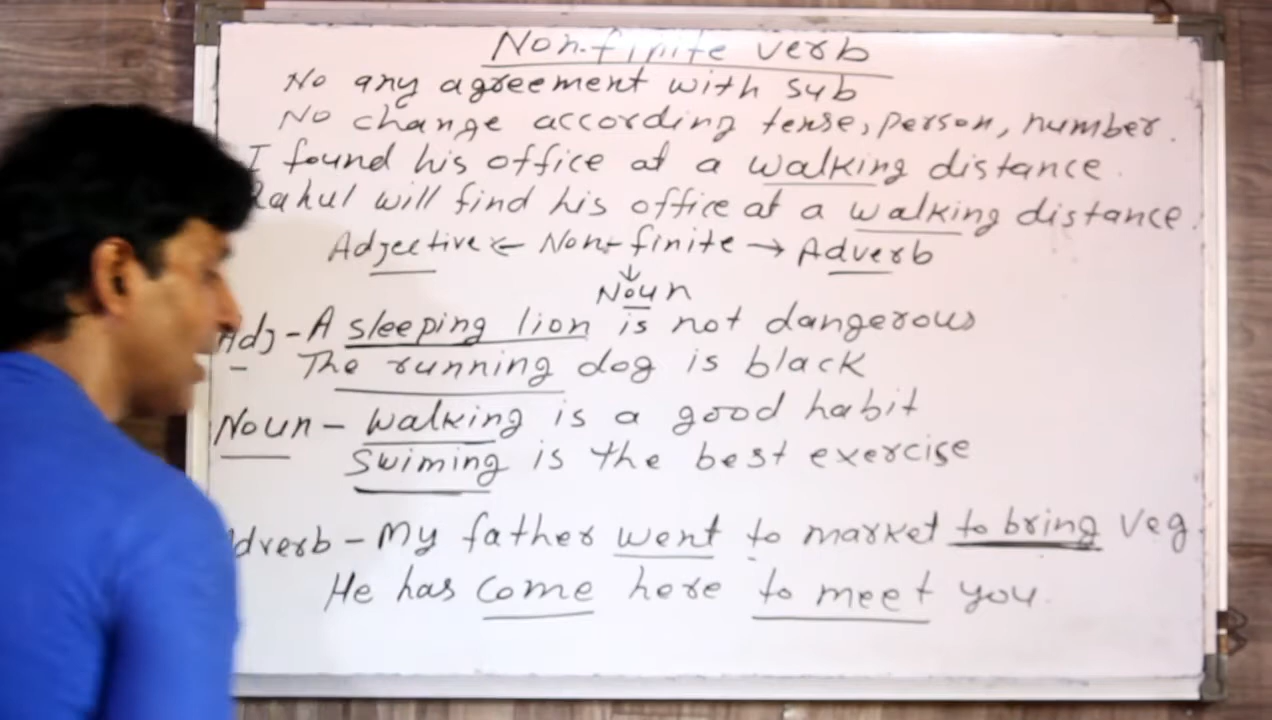 Non-finite verb
No any agreement with sub
No change according tense, person, number.
I found his office at a walking distance.
Rahul will find his office at a walking distance.
Adjective ← Non-finite → Adverb
↓
Noun
Adj - A sleeping lion is not dangerous
The running dog is black
Noun - Walking is a good habit
Swiming is the best exercise
Adverb - My father went to market to bring veg.
He has come here to meet you.